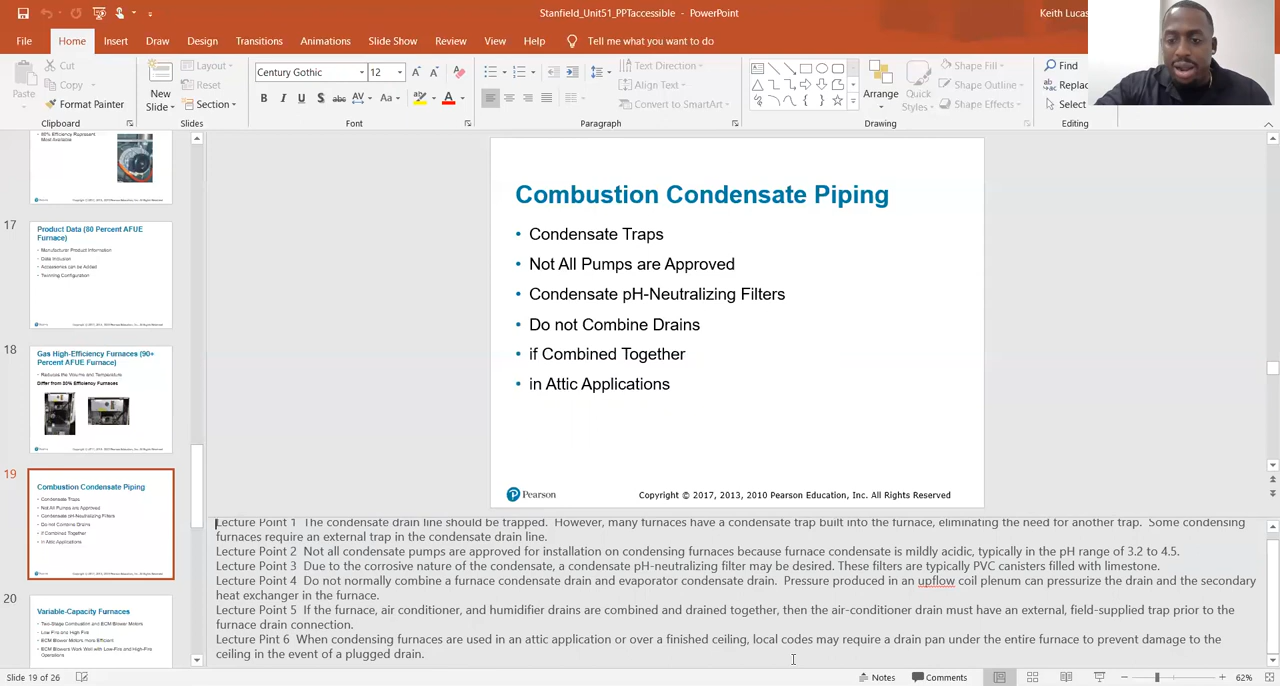 Stanfield_Unit51_PPTaccessible - PowerPoint
Keith Lucas
File Home Insert Draw Design Transitions Animations Slide Show Review View Help Tell me what you want to do
Paste
Cut
Copy
Format Painter
Clipboard
New
Slide
Layout
Reset
Section
Slides
Century Gothic 12
B I U S abc AV Aa A
Font
Text Direction
Align Text
Convert to SmartArt
Paragraph
Arrange
Quick
Styles
Shape Fill
Shape Outline
Shape Effects
Drawing
Find
Replac
Select
Editing
Most Available
17
Product Data (80 Percent AFUE
Furnace)
• Manufacturer Product Information
• Accessories can be Added
• Twinning Configuration
18
Gas High-Efficiency Furnaces (90+
Percent AFUE Furnace)
• Reduces the Volume and Temperature
Differ from 80% Efficiency Furnaces
19
Combustion Condensate Piping
• Condensate Traps
• Not All Pumps are Approved
• Condensate pH-Neutralizing Filters
• Do not Combine Drains
• if Combined Together
• in Attic Applications
20
Variable-Capacity Furnaces
• Two-Stage Combustion and ECM Blower Motors
• Low-Fire and High Fire
• ECM Blower Motors more Efficient
• ECM Blowers Work Well with Low-Fire and High-Fire
Operations
Combustion Condensate Piping
• Condensate Traps
• Not All Pumps are Approved
• Condensate pH-Neutralizing Filters
• Do not Combine Drains
• if Combined Together
• in Attic Applications
Pearson
Copyright © 2017, 2013, 2010 Pearson Education, Inc. All Rights Reserved
Lecture Point 1 The condensate drain line should be trapped. However, many furnaces have a condensate trap built into the furnace, eliminating the need for another trap. Some condensing
furnaces require an external trap in the condensate drain line.
Lecture Point 2 Not all condensate pumps are approved for installation on condensing furnaces because furnace condensate is mildly acidic, typically in the pH range of 3.2 to 4.5.
Lecture Point 3 Due to the corrosive nature of the condensate, a condensate pH-neutralizing filter may be desired. These filters are typically PVC canisters filled with limestone.
Lecture Point 4 Do not normally combine a furnace condensate drain and evaporator condensate drain. Pressure produced in an upflow coil plenum can pressurize the drain and the secondary
heat exchanger in the furnace.
Lecture Point 5 If the furnace, air conditioner, and humidifier drains are combined and drained together, then the air-conditioner drain must have an external, field-supplied trap prior to the
furnace drain connection.
Lecture Pint 6 When condensing furnaces are used in an attic application or over a finished ceiling, local codes may require a drain pan under the entire furnace to prevent damage to the
ceiling in the event of a plugged drain.
Slide 19 of 26
Notes
Comments
62%